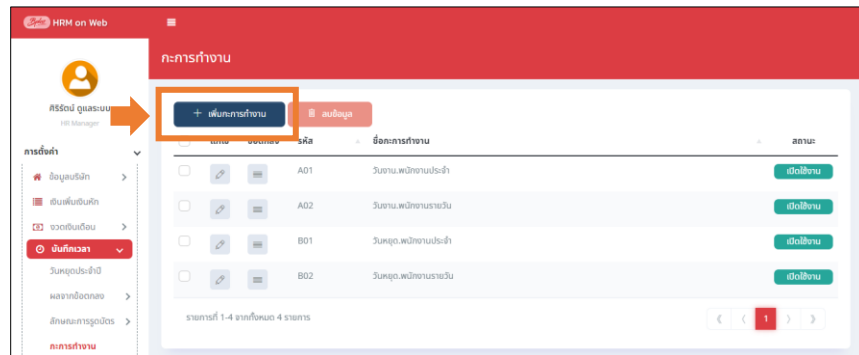 HRM on Web
กะการทำงาน
ศิริรัตน์ ดูแลระบบ
HR Manager
+ เพิ่มกะการทำงาน
ลบข้อมูล
รหัส
ชื่อกะการทำงาน
สถานะ
A01 วันงาน.พนักงานประจำ เปิดใช้งาน
A02 วันงาน.พนักงานรายวัน เปิดใช้งาน
B01 วันหยุด.พนักงานประจำ เปิดใช้งาน
B02 วันหยุด.พนักงานรายวัน เปิดใช้งาน
รายการที่ 1-4 จากทั้งหมด 4 รายการ
1
การตั้งค่า
ข้อมูลบริษัท
เงินเพิ่มเงินหัก
งวดเงินเดือน
บันทึกเวลา
วันหยุดประจำปี
ผลจากข้อตกลง
ลักษณะการรูดบัตร
กะการทำงาน